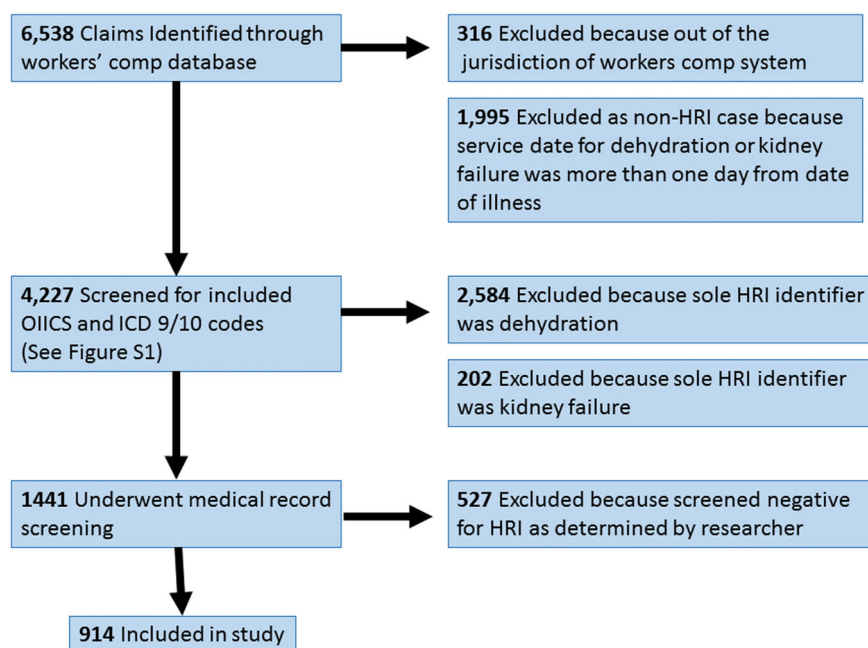 6,538 Claims Identified through
workers' comp database
316 Excluded because out of the
jurisdiction of workers comp system
1,995 Excluded as non-HRI case because
service date for dehydration or kidney
failure was more than one day from date
of illness
4,227 Screened for included
OIICS and ICD 9/10 codes
(See Figure S1)
2,584 Excluded because sole HRI identifier
was dehydration
202 Excluded because sole HRI identifier
was kidney failure
1441 Underwent medical record
screening
527 Excluded because screened negative
for HRI as determined by researcher
914 Included in study